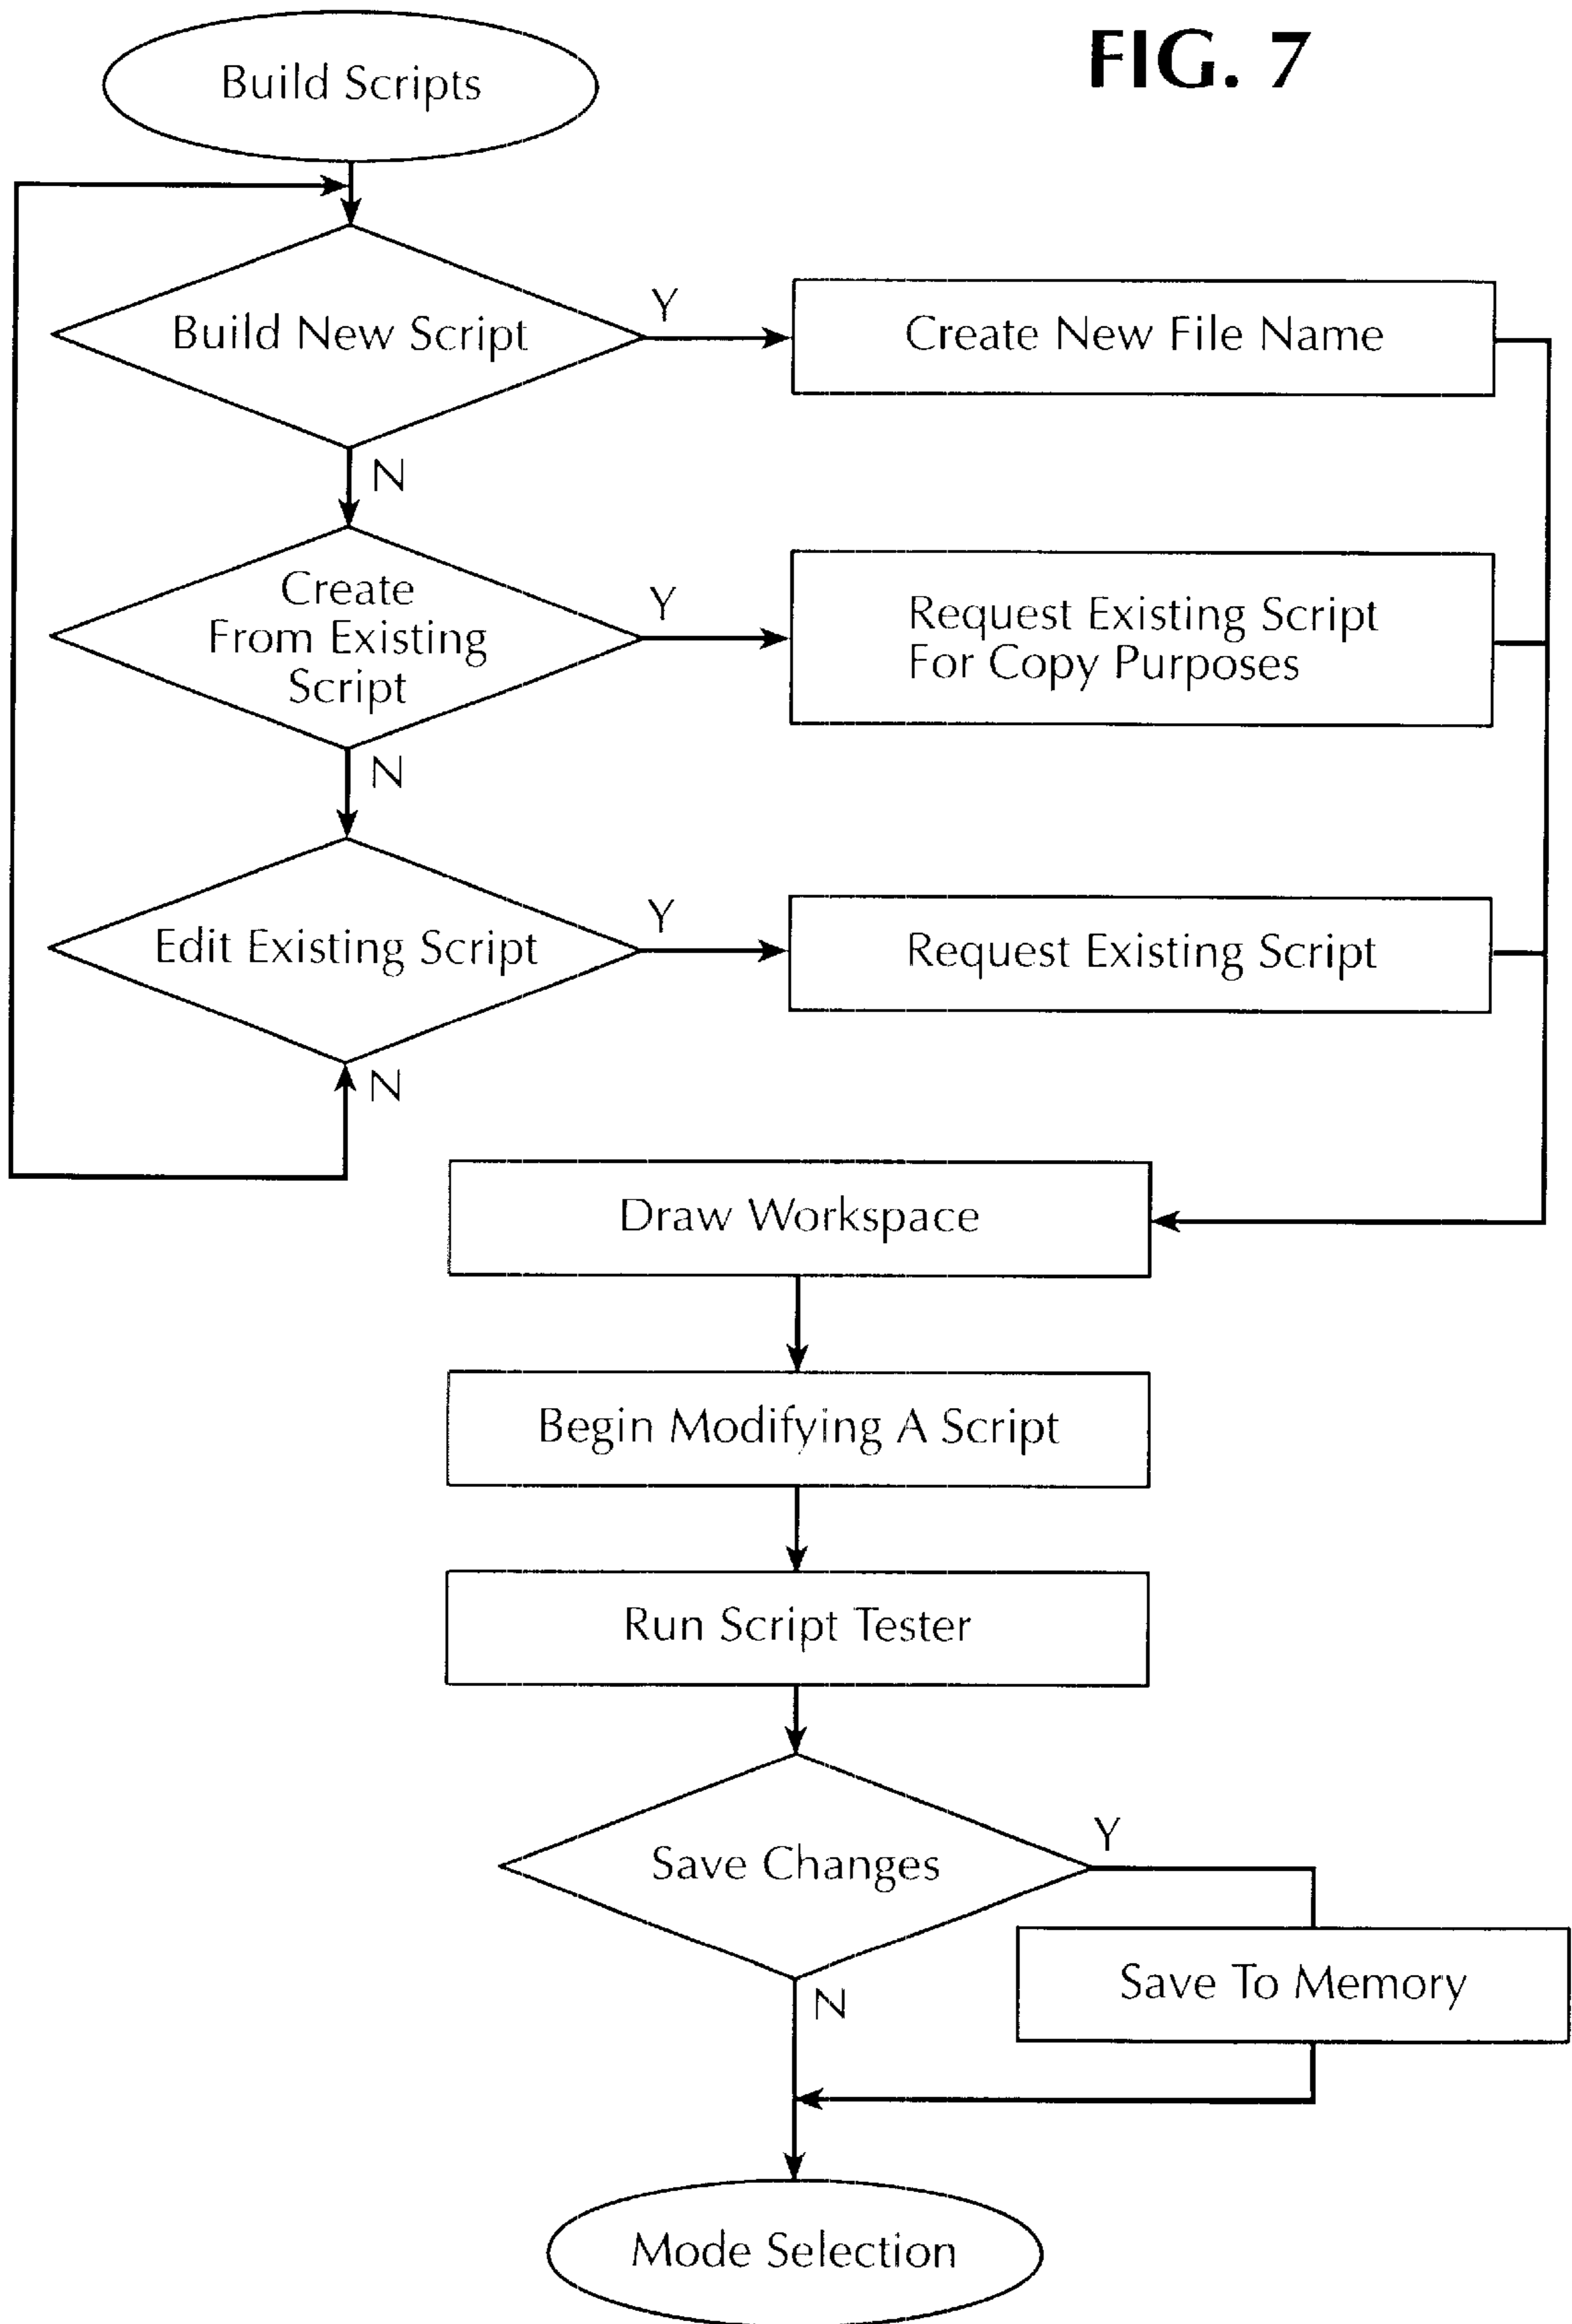 FIG. 7
Build Scripts
Build New Script
Y
Create New File Name
N
Create
From Existing
Script
Y
Request Existing Script
For Copy Purposes
N
Edit Existing Script
Y
Request Existing Script
N
Draw Workspace
Begin Modifying A Script
Run Script Tester
Save Changes
Y
Save To Memory
N
Mode Selection